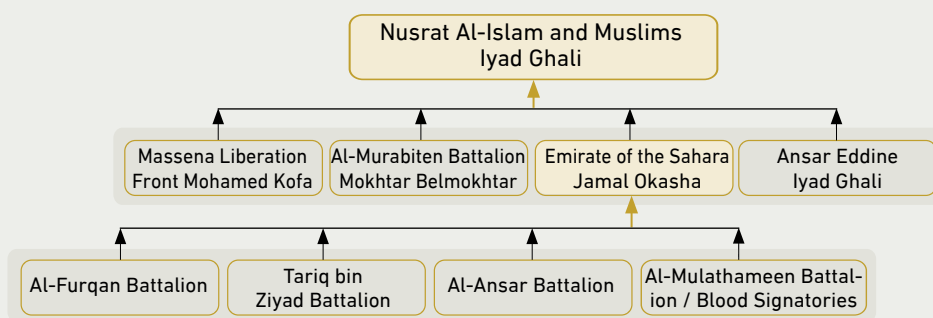 Nusrat Al-Islam and Muslims
Iyad Ghali
Massena Liberation
Front Mohamed Kofa
Al-Murabiten Battalion
Mokhtar Belmokhtar
Emirate of the Sahara
Jamal Okasha
Ansar Eddine
Iyad Ghali
Al-Furqan Battalion
Tariq bin
Ziyad Battalion
Al-Ansar Battalion
Al-Mulathameen Battal-
ion / Blood Signatories